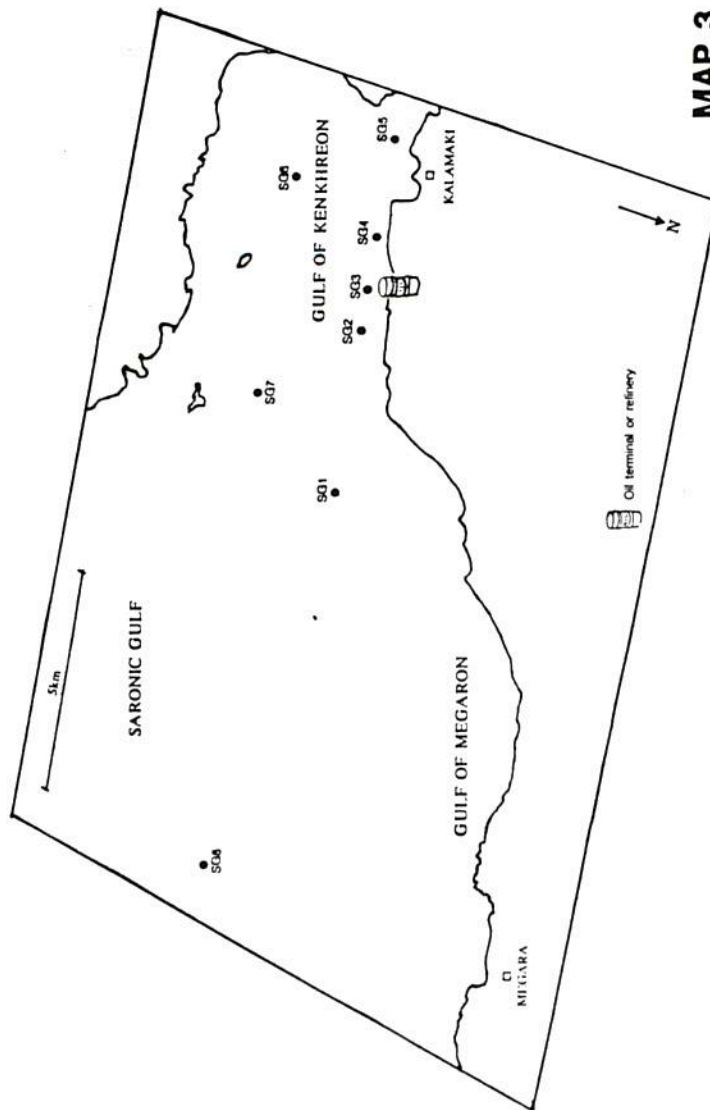 MAP 3
5km
SARONIC GULF
GULF OF KENKHREON
GULF OF MEGARON
SG1
SG2
SG3
SG4
SG5
SG6
SG7
SG8
KALAMAKI
MEGARA
N
Oil terminal or refinery